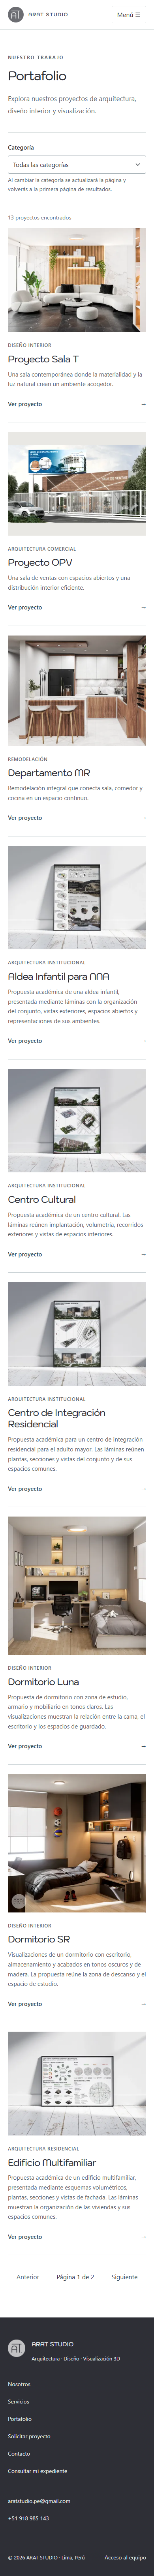 ARAT STUDIO
Menú ☰
NUESTRO TRABAJO
Portafolio
Explora nuestros proyectos de arquitectura,
diseño interior y visualización.
Categoría
Todas las categorías
Al cambiar la categoría se actualizará la página y
volverás a la primera página de resultados.
13 proyectos encontrados
DISEÑO INTERIOR
Proyecto Sala T
Una sala contemporánea donde la materialidad y la
luz natural crean un ambiente acogedor.
Ver proyecto →
ARQUITECTURA COMERCIAL
Proyecto OPV
Una sala de ventas con espacios abiertos y una
distribución interior eficiente.
Ver proyecto →
REMODELACIÓN
Departamento MR
Remodelación integral que conecta sala, comedor y
cocina en un espacio continuo.
Ver proyecto →
ARQUITECTURA INSTITUCIONAL
Aldea Infantil para NNA
Propuesta académica de una aldea infantil,
presentada mediante láminas con la organización
del conjunto, vistas exteriores, espacios abiertos y
representaciones de sus ambientes.
Ver proyecto →
ARQUITECTURA INSTITUCIONAL
Centro Cultural
Propuesta académica de un centro cultural. Las
láminas reúnen implantación, volumetría, recorridos
exteriores y vistas de espacios interiores.
Ver proyecto →
ARQUITECTURA INSTITUCIONAL
Centro de Integración
Residencial
Propuesta académica para un centro de integración
residencial para el adulto mayor. Las láminas reúnen
plantas, secciones y vistas del conjunto y de sus
espacios comunes.
Ver proyecto →
DISEÑO INTERIOR
Dormitorio Luna
Propuesta de dormitorio con zona de estudio,
armario y mobiliario en tonos claros. Las
visualizaciones muestran la relación entre la cama, el
escritorio y los espacios de guardado.
Ver proyecto →
DISEÑO INTERIOR
Dormitorio SR
Visualizaciones de un dormitorio con escritorio,
almacenamiento y acabados en tonos oscuros y de
madera. La propuesta reúne la zona de descanso y el
espacio de estudio.
Ver proyecto →
ARQUITECTURA RESIDENCIAL
Edificio Multifamiliar
Propuesta académica de un edificio multifamiliar,
presentada mediante esquemas volumétricos,
plantas, secciones y vistas de fachada. Las láminas
muestran la organización de las viviendas y sus
espacios comunes.
Ver proyecto →
Anterior Página 1 de 2 Siguiente
ARAT STUDIO
Arquitectura · Diseño · Visualización 3D
Nosotros
Servicios
Portafolio
Solicitar proyecto
Contacto
Consultar mi expediente
aratstudio.pe@gmail.com
+51 918 985 143
© 2026 ARAT STUDIO · Lima, Perú Acceso al equipo